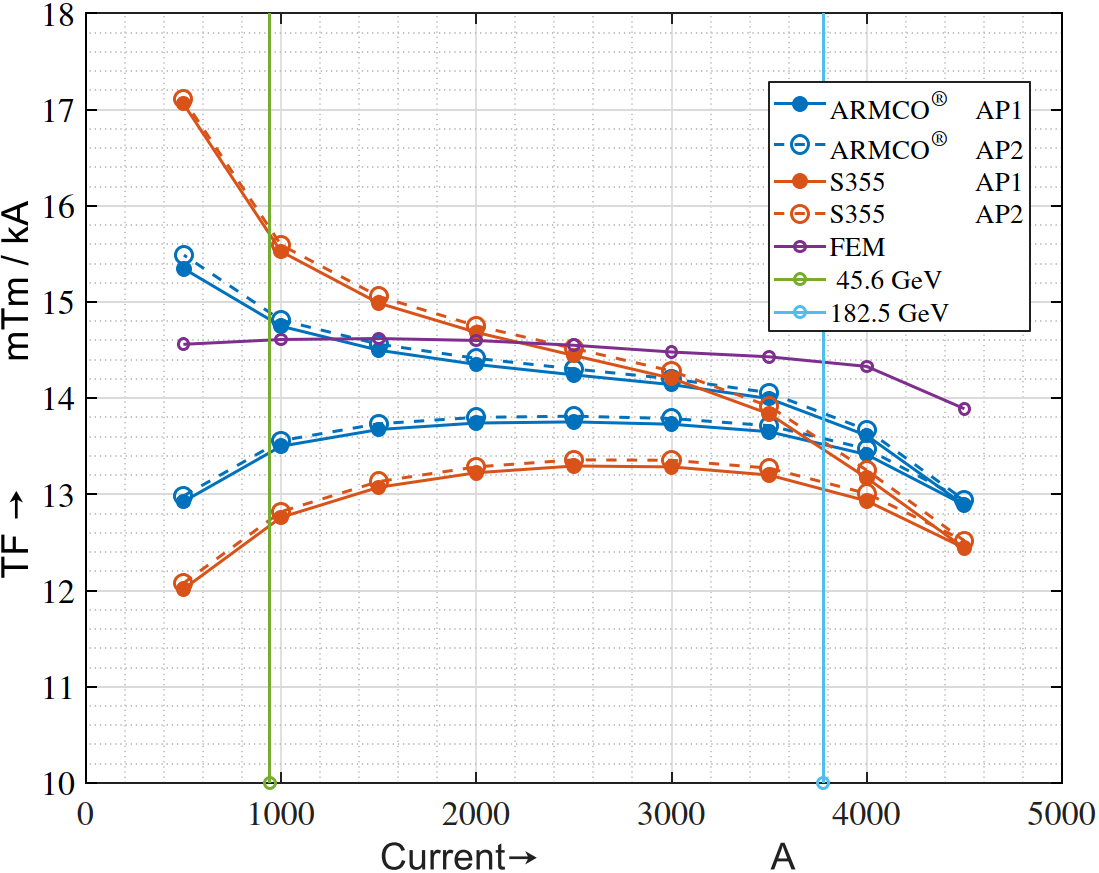 18
17
16
15
14
13
12
11
10
TF → mTm / kA
ARMCO® AP1
ARMCO® AP2
S355 AP1
S355 AP2
FEM
45.6 GeV
182.5 GeV
0 1000 2000 3000 4000 5000
Current→ A